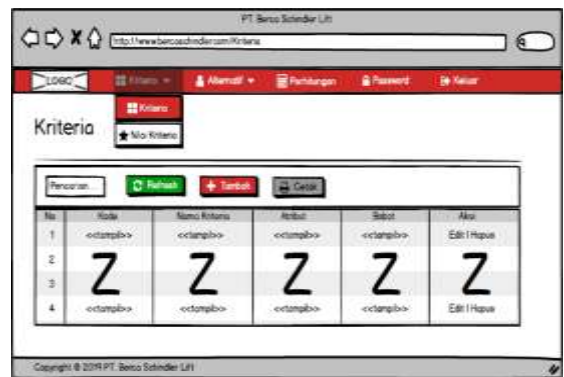 PT. Berca Schindler Lift
http://www.bercaschindler.com/Kriteria
LOGO Kriteria Alternatif Perhitungan Password Keluar
Kriteria
Nilai Kriteria
Kriteria
Pencarian... Refresh Tambah Cetak
No Kode Nama Kriteria Atribut Bobot Aksi
1 <<tampil>> <<tampil>> <<tampil>> <<tampil>> Edit | Hapus
2
3
Z Z Z Z Z
4 <<tampil>> <<tampil>> <<tampil>> <<tampil>> Edit | Hapus
Copyright © 2019 PT. Berca Schindler Lift